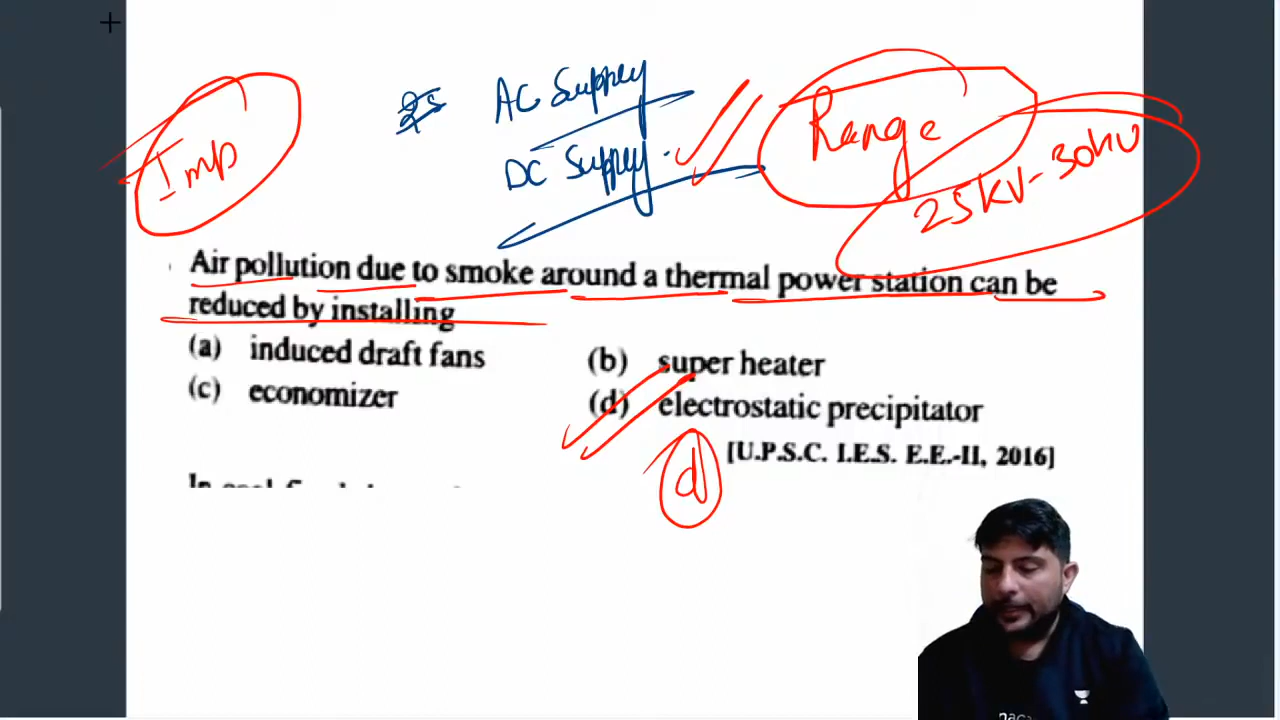 AC Supply
DC Supply.
Range
25KV-30KV
Imp
Air pollution due to smoke around a thermal power station can be
reduced by installing
(a) induced draft fans
(b) super heater
(c) economizer
(d) electrostatic precipitator
d
[U.P.S.C. I.E.S. E.E.-II, 2016]